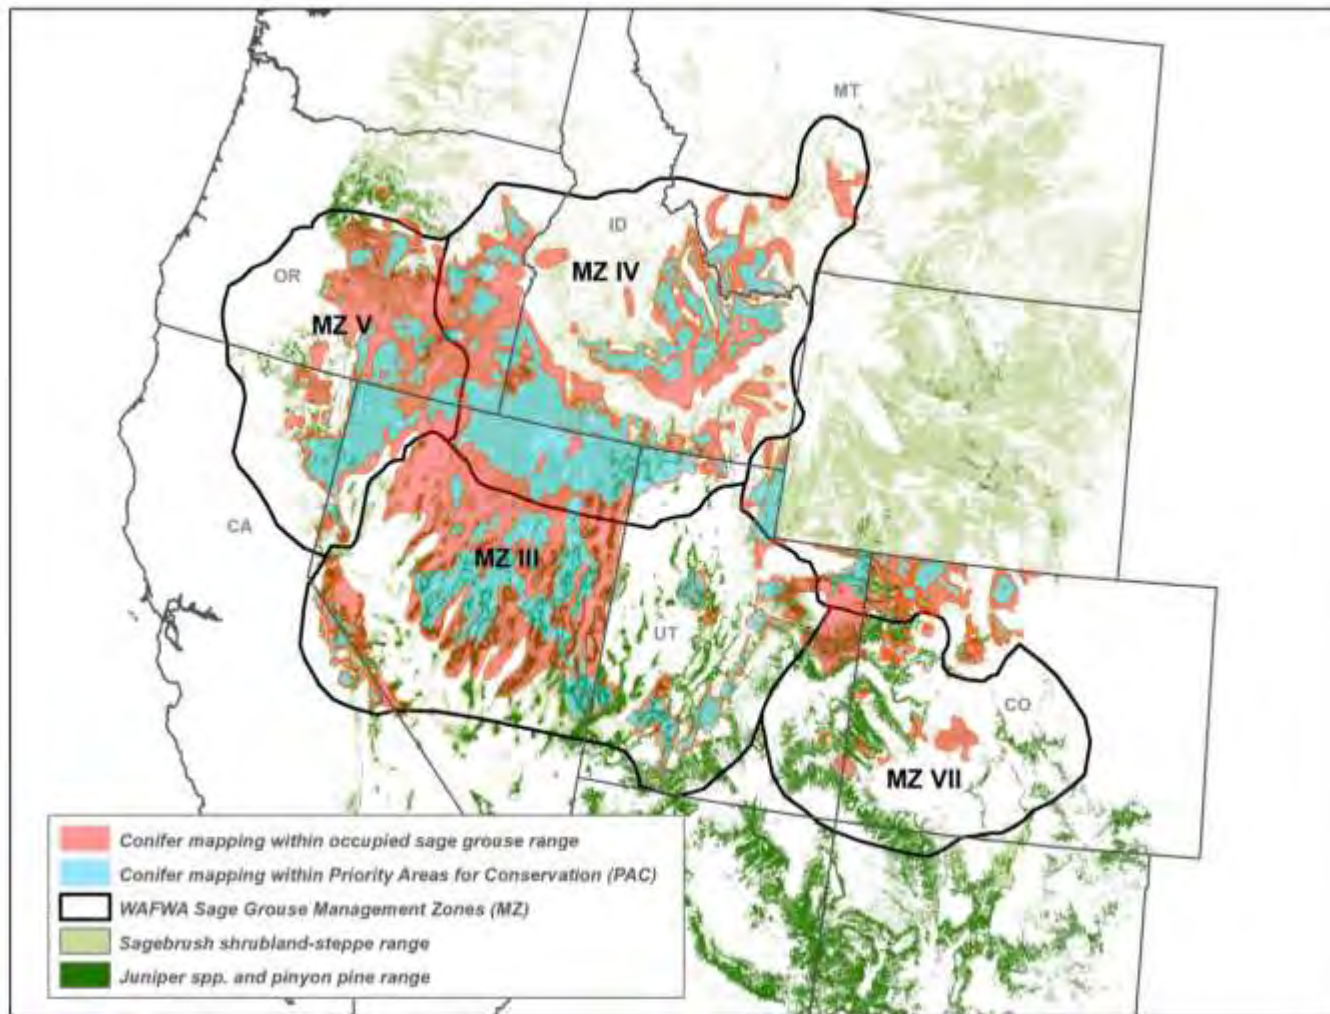 MT
ID
MZ IV
OR
MZ V
CA
MZ III
UT
CO
MZ VII
Conifer mapping within occupied sage grouse range
Conifer mapping within Priority Areas for Conservation (PAC)
WAFWA Sage Grouse Management Zones (MZ)
Sagebrush shrubland-steppe range
Juniper spp. and pinyon pine range